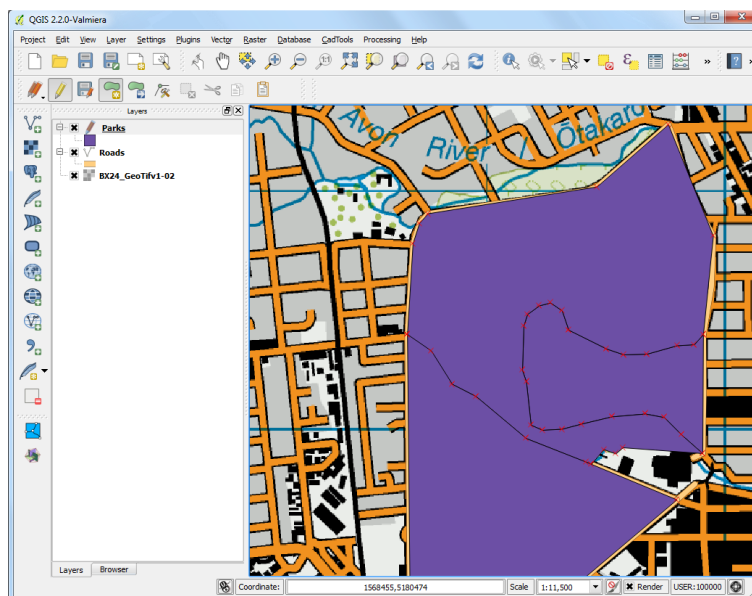 QGIS 2.2.0-Valmiera
Project Edit View Layer Settings Plugins Vector Raster Database CadTools Processing Help
Layers
Parks
Roads
BX24_GeoTifv1-02
Avon River / Ōtākaro
Layers Browser
Coordinate: 1568455,5180474 Scale 1:11,500 Render USER:100000